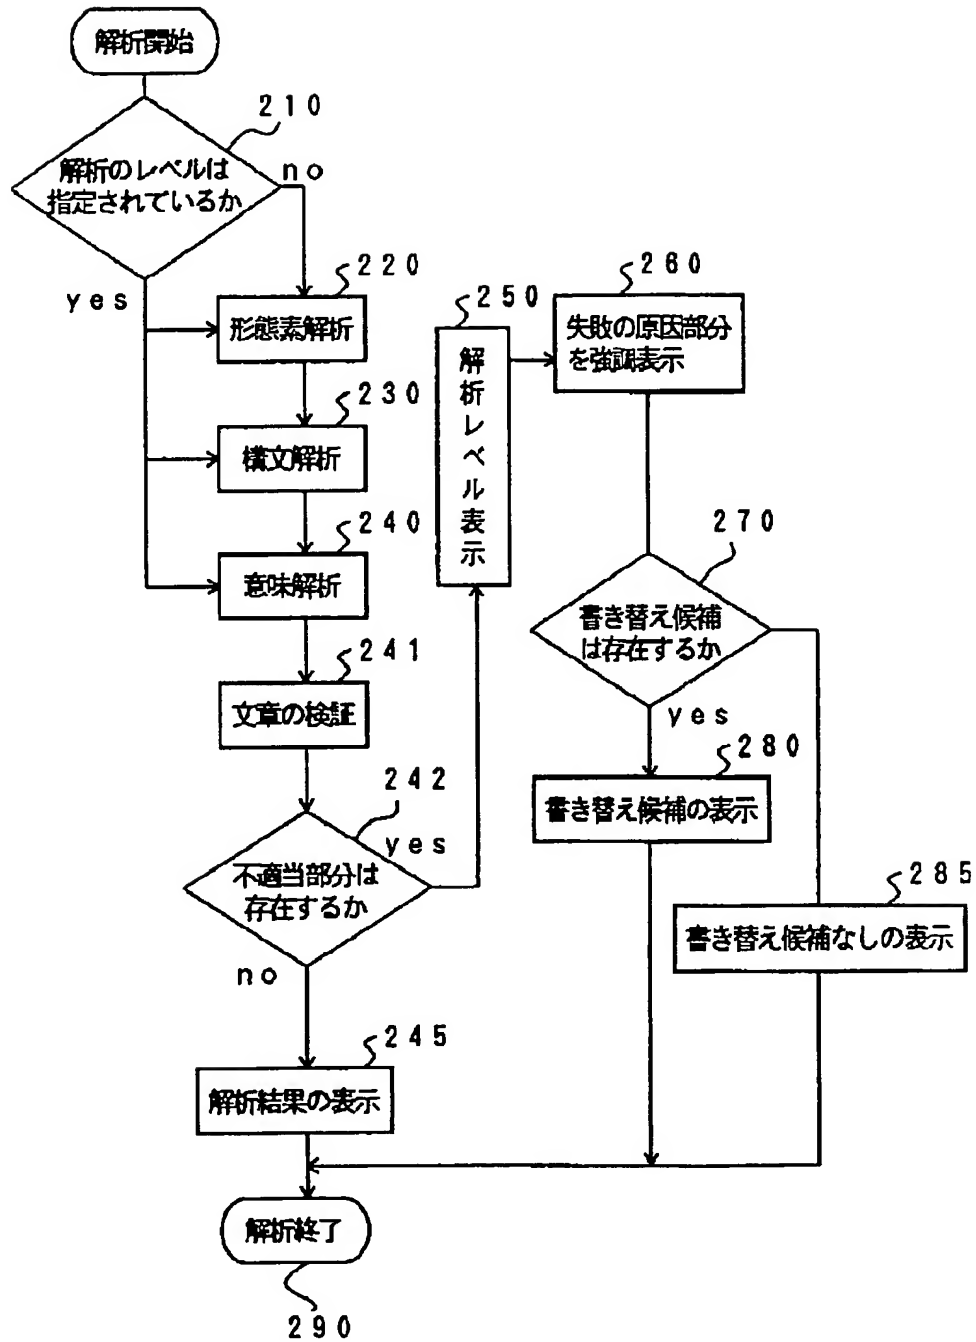 解析開始
210
解析のレベルは
指定されているか
no
yes
220
形態素解析
230
構文解析
240
意味解析
241
文章の検証
242
不適当部分は
存在するか
yes
no
245
解析結果の表示
解析終了
290
250
解析レベル表示
260
失敗の原因部分
を強調表示
270
書き替え候補
は存在するか
yes
280
書き替え候補の表示
285
書き替え候補なしの表示